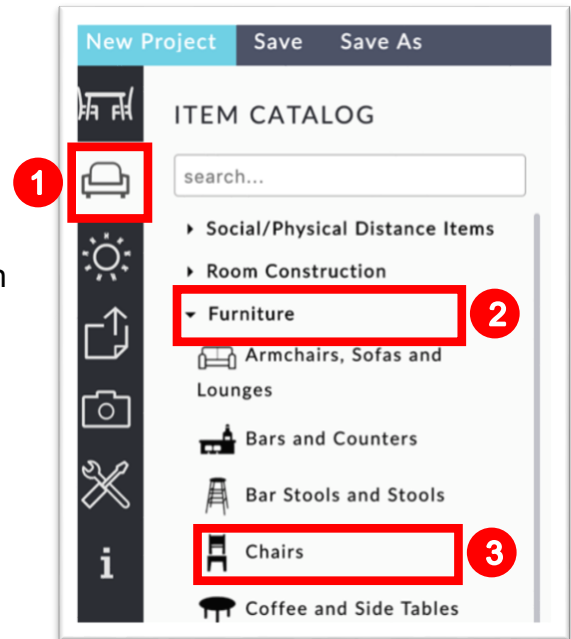 New Project Save Save As
ITEM CATALOG
1
search...
Social/Physical Distance Items
Room Construction
Furniture
2
Armchairs, Sofas and
Lounges
Bars and Counters
Bar Stools and Stools
Chairs
3
Coffee and Side Tables
i